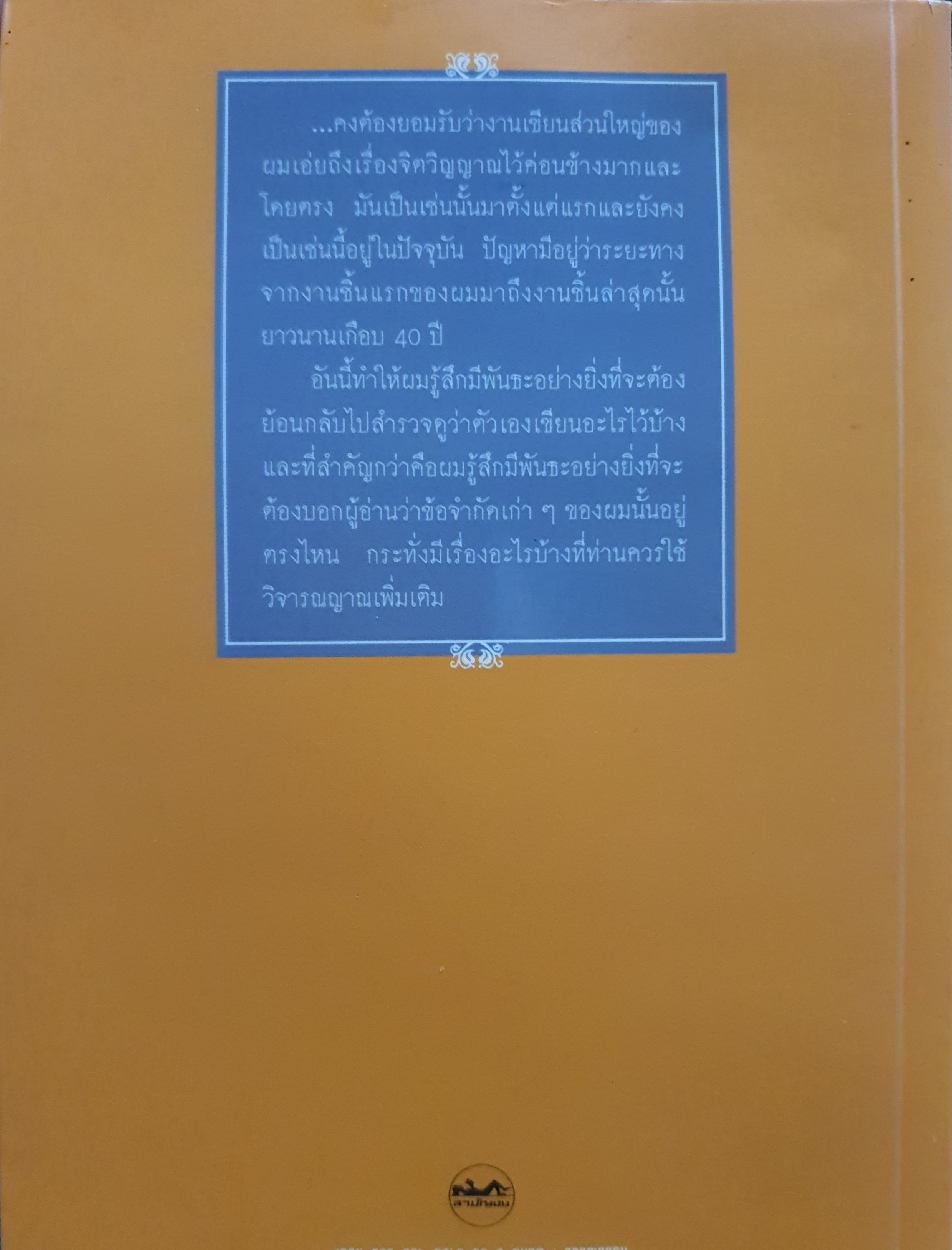 ...คงต้องยอมรับว่างานเขียนส่วนใหญ่ของ
ผมเอ่ยถึงเรื่องจิตวิญญาณไว้ค่อนข้างมากและ
โดยตรง มันเป็นเช่นนั้นมาตั้งแต่แรกและยังคง
เป็นเช่นนี้อยู่ในปัจจุบัน ปัญหามีอยู่ว่าระยะทาง
จากงานชิ้นแรกของผมมาถึงงานชิ้นล่าสุดนั้น
ยาวนานเกือบ 40 ปี
อันนี้ทำให้ผมรู้สึกมีพันธะอย่างยิ่งที่จะต้อง
ย้อนกลับไปสำรวจดูว่าตัวเองเขียนอะไรไว้บ้าง
และที่สำคัญกว่าคือผมรู้สึกมีพันธะอย่างยิ่งที่จะ
ต้องบอกผู้อ่านว่าข้อจำกัดเก่า ๆ ของผมนั้นอยู่
ตรงไหน กระทั่งมีเรื่องอะไรบ้างที่ท่านควรใช้
วิจารณญาณเพิ่มเติม
สามัญชน